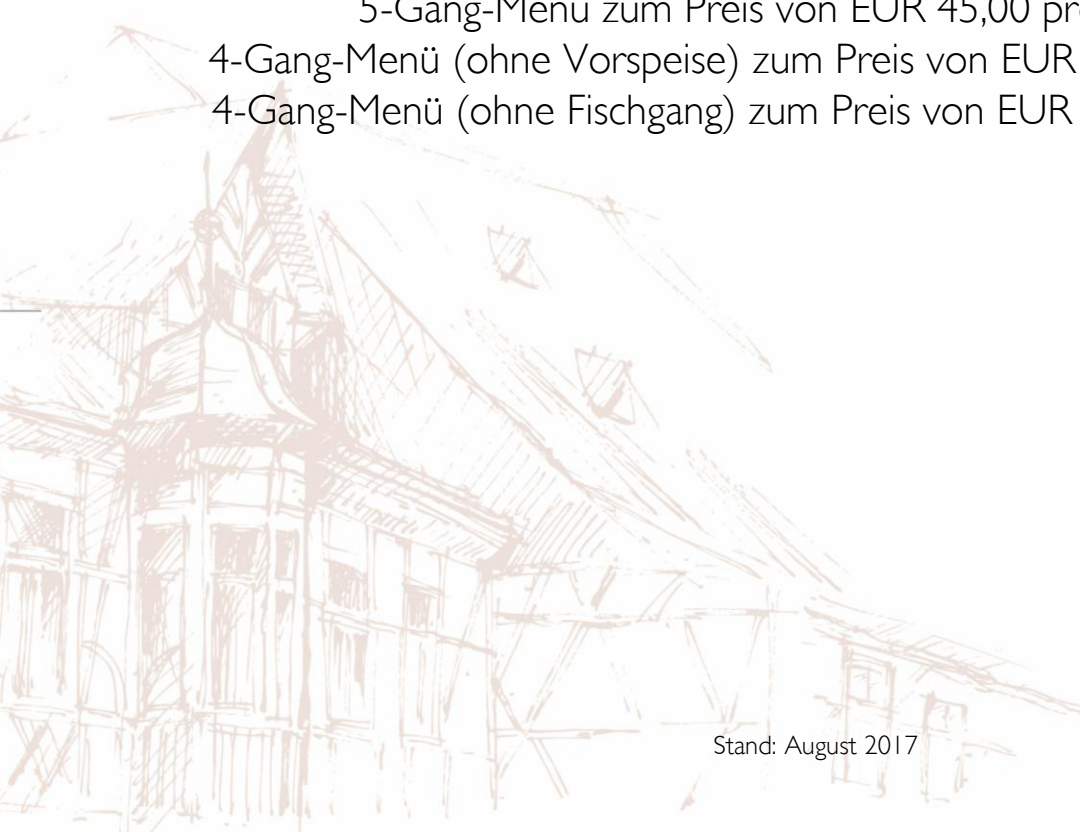 5-Gang-Menü zum Preis von EUR 45,00
4-Gang-Menü (ohne Vorspeise) zum Preis von EUR
4-Gang-Menü (ohne Fischgang) zum Preis von EUR
Stand: August 2017